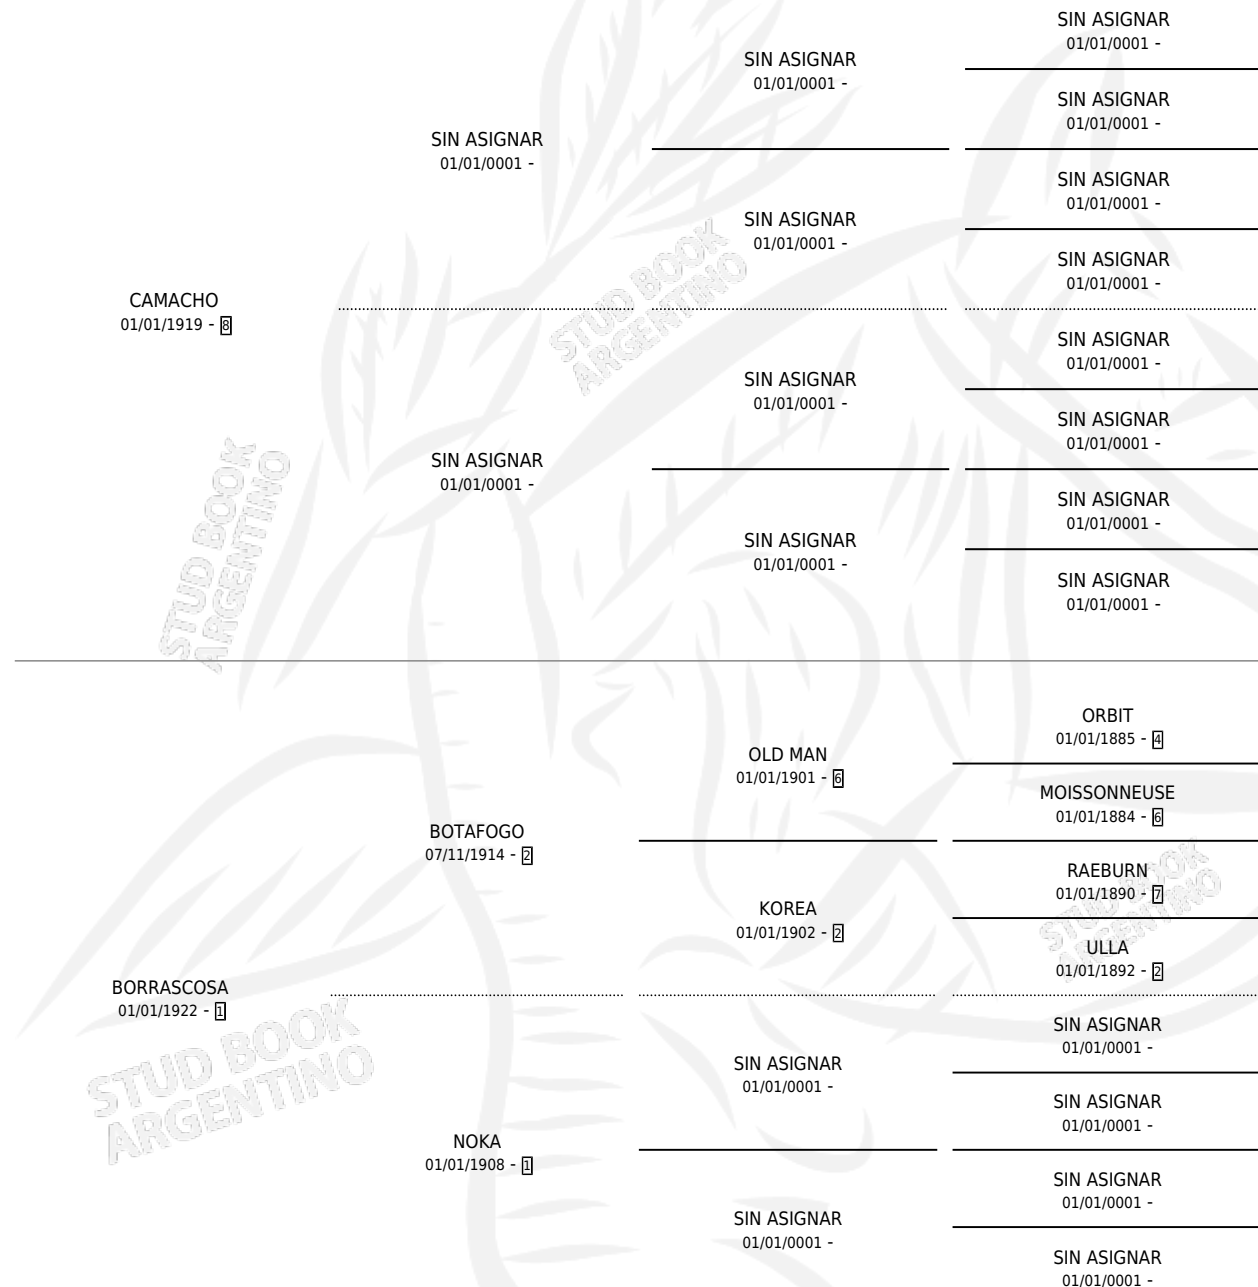 SIN ASIGNAR
01/01/0001 -
SIN ASIGNAR
01/01/0001 -
SIN ASIGNAR
01/01/0001 -
SIN ASIGNAR
01/01/0001 -
SIN ASIGNAR
01/01/0001 -
SIN ASIGNAR
01/01/0001 -
SIN ASIGNAR
01/01/0001 -
CAMACHO
01/01/1919 - 8
SIN ASIGNAR
01/01/0001 -
SIN ASIGNAR
01/01/0001 -
SIN ASIGNAR
01/01/0001 -
SIN ASIGNAR
01/01/0001 -
SIN ASIGNAR
01/01/0001 -
SIN ASIGNAR
01/01/0001 -
SIN ASIGNAR
01/01/0001 -
STUD BOOK
ARGENTINO
STUD BOOK
ARGENTINO
ORBIT
01/01/1885 - 4
OLD MAN
01/01/1901 - 6
MOISSONNEUSE
01/01/1884 - 6
BOTAFOGO
07/11/1914 - 2
RAEBURN
01/01/1890 - 7
KOREA
01/01/1902 - 2
ULLA
01/01/1892 - 2
BORRASCOSA
01/01/1922 - 1
SIN ASIGNAR
01/01/0001 -
SIN ASIGNAR
01/01/0001 -
SIN ASIGNAR
01/01/0001 -
NOKA
01/01/1908 - 1
SIN ASIGNAR
01/01/0001 -
SIN ASIGNAR
01/01/0001 -
SIN ASIGNAR
01/01/0001 -
STUD BOOK
ARGENTINO
STUD BOOK
ARGENTINO